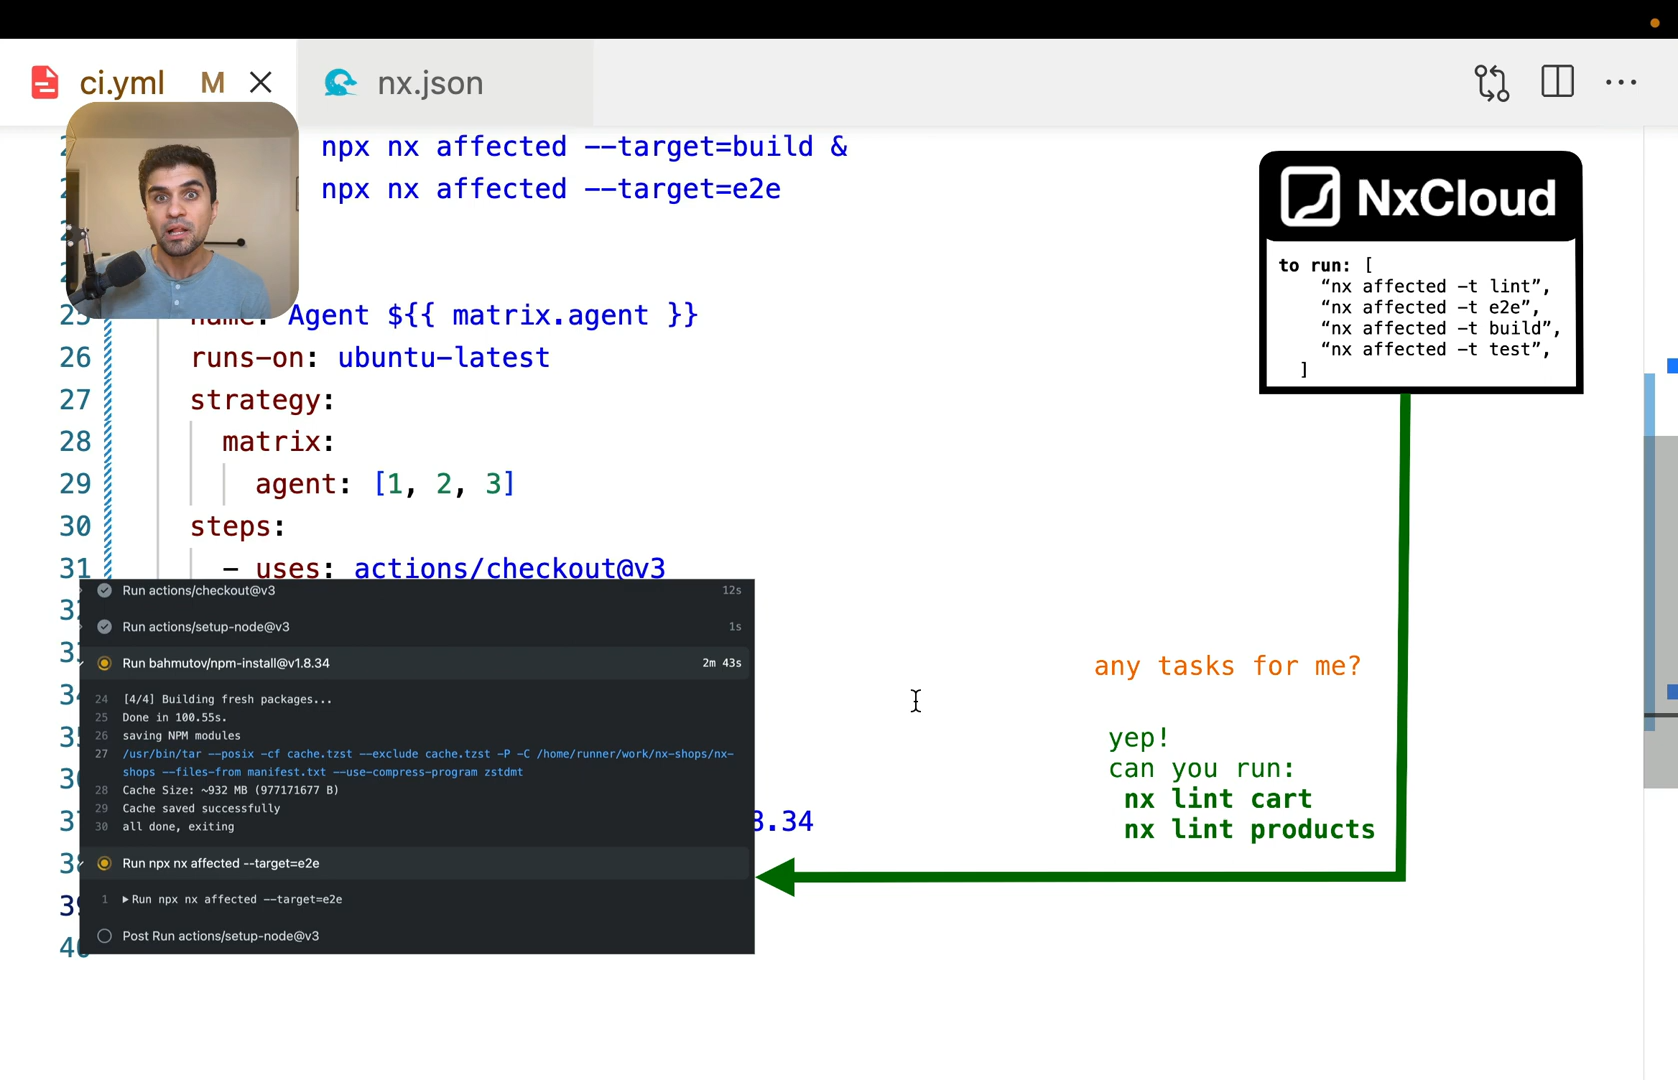 ci.yml M
nx.json
npx nx affected --target=build &
npx nx affected --target=e2e
25 name: Agent ${{ matrix.agent }}
26 runs-on: ubuntu-latest
27 strategy:
28 matrix:
29 agent: [1, 2, 3]
30 steps:
31 - uses: actions/checkout@v3
Run actions/checkout@v3 12s
Run actions/setup-node@v3 1s
Run bahmutov/npm-install@v1.8.34 2m 43s
24 [4/4] Building fresh packages...
25 Done in 100.55s.
26 saving NPM modules
27 /usr/bin/tar --posix -cf cache.tzst --exclude cache.tzst -P -C /home/runner/work/nx-shops/nx-
shops --files-from manifest.txt --use-compress-program zstdmt
28 Cache Size: ~932 MB (977171677 B)
29 Cache saved successfully
30 all done, exiting
8.34
Run npx nx affected --target=e2e
1 Run npx nx affected --target=e2e
Post Run actions/setup-node@v3
NxCloud
to run: [
“nx affected -t lint”,
“nx affected -t e2e”,
“nx affected -t build”,
“nx affected -t test”,
]
any tasks for me?
yep!
can you run:
nx lint cart
nx lint products